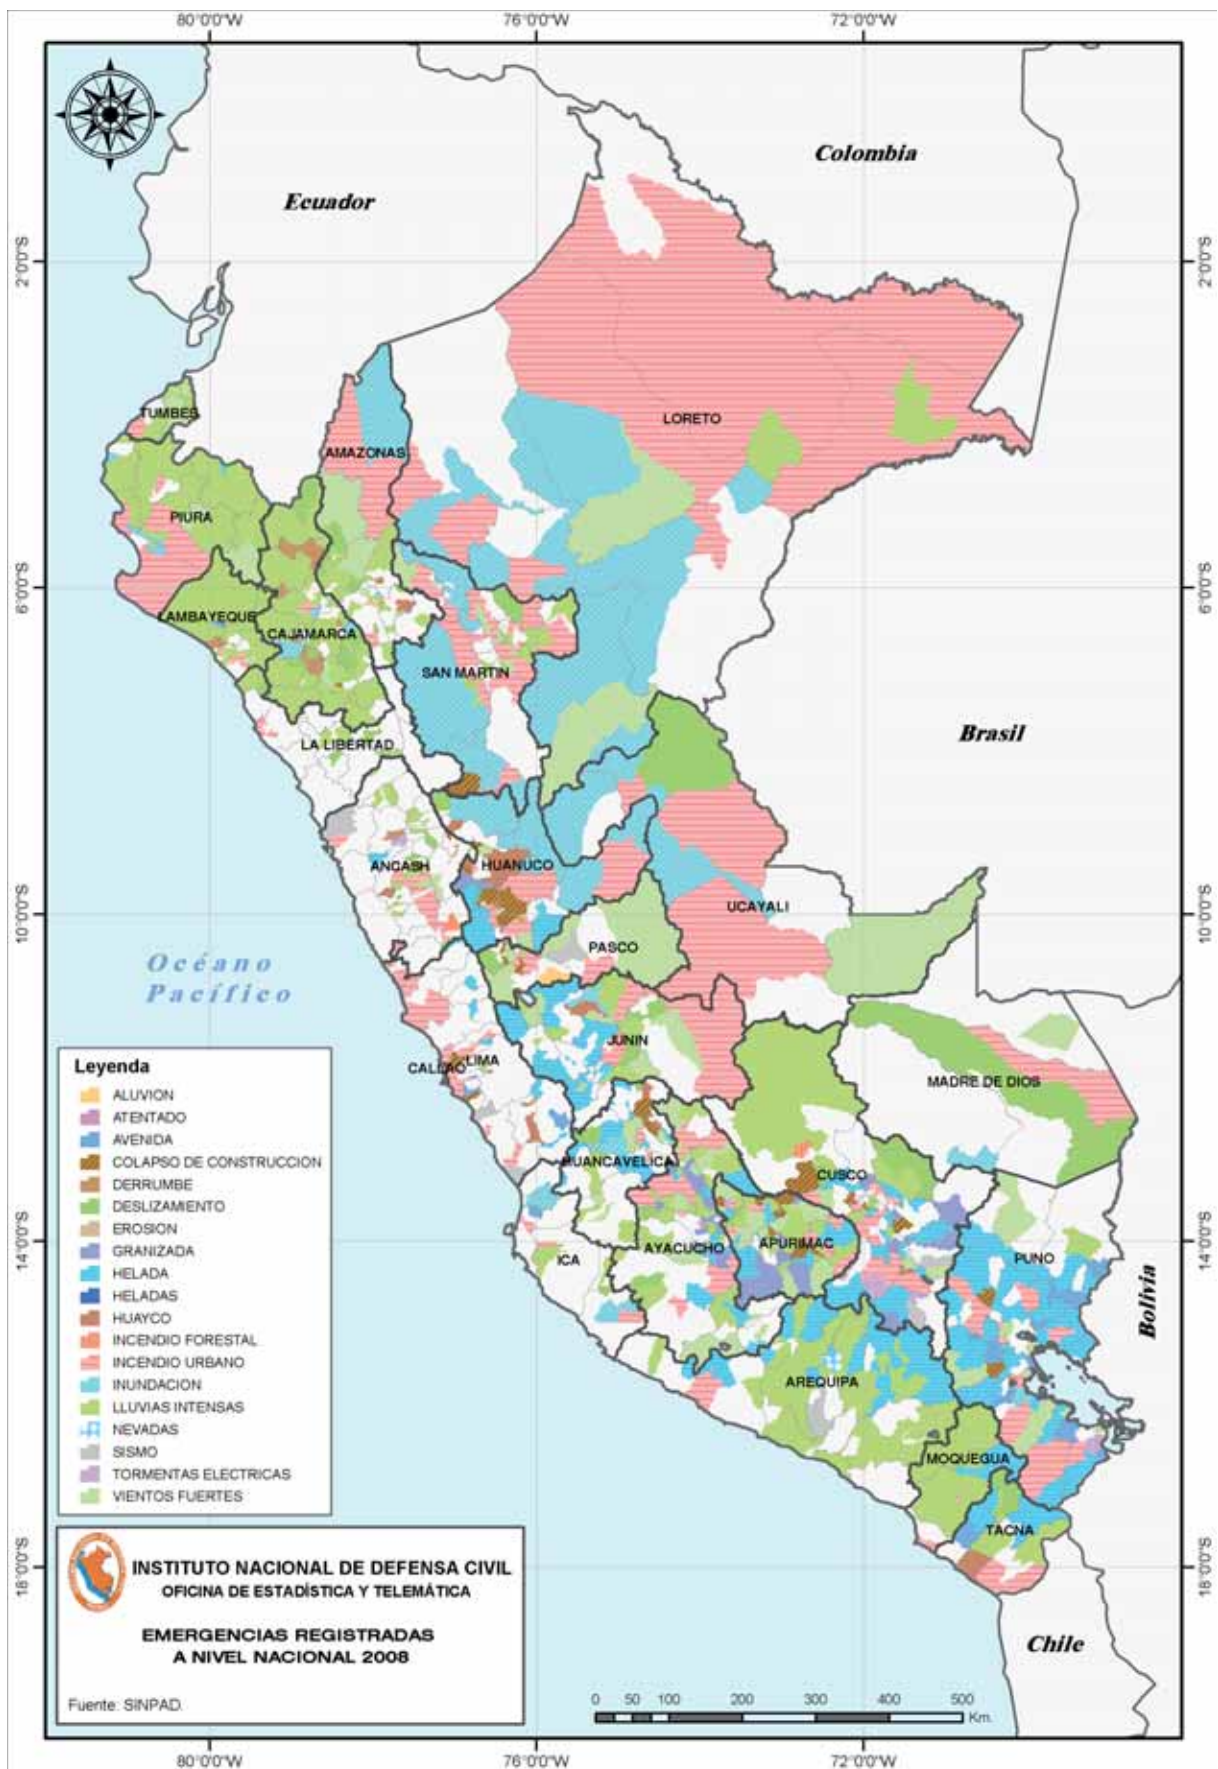 80°0'0"W
76°0'0"W
72°0'0"W
Colombia
Ecuador
2°0'0"S
2°0'0"S
TUMBES
LORETO
AMAZONAS
PIURA
6°0'0"S
6°0'0"S
LAMBAYEQUE
CAJAMARCA
SAN MARTIN
LA LIBERTAD
Brasil
ANCASH
HUANUCO
UCAYALI
10°0'0"S
10°0'0"S
PASCO
Océano
Pacífico
JUNIN
CALLAO
LIMA
MADRE DE DIOS
HUANCAVELICA
CUSCO
14°0'0"S
14°0'0"S
ICA
AYACUCHO
APURIMAC
PUNO
Bolivia
AREQUIPA
MOQUEGUA
TACNA
18°0'0"S
18°0'0"S
Chile
Leyenda
ALUVION
ATENTADO
AVENIDA
COLAPSO DE CONSTRUCCION
DERRUMBE
DESLIZAMIENTO
EROSION
GRANIZADA
HELADA
HELADAS
HUAYCO
INCENDIO FORESTAL
INCENDIO URBANO
INUNDACION
LLUVIAS INTENSAS
NEVADAS
SISMO
TORMENTAS ELECTRICAS
VIENTOS FUERTES
INSTITUTO NACIONAL DE DEFENSA CIVIL
OFICINA DE ESTADÍSTICA Y TELEMÁTICA
EMERGENCIAS REGISTRADAS
A NIVEL NACIONAL 2008
Fuente: SINPAD.
0 50 100 200 300 400 500
Km.
80°0'0"W
76°0'0"W
72°0'0"W